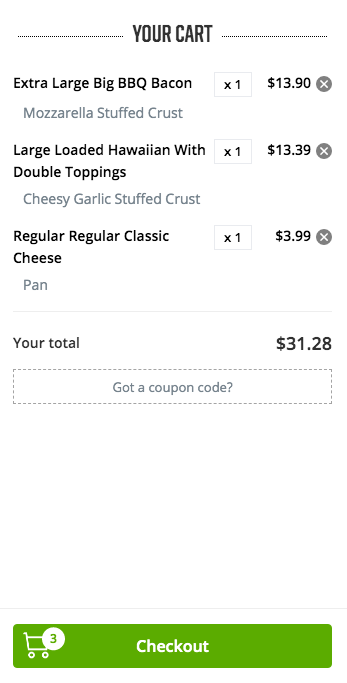 YOUR CART
Extra Large Big BBQ Bacon x 1 $13.90
Mozzarella Stuffed Crust
Large Loaded Hawaiian With x 1 $13.39
Double Toppings
Cheesy Garlic Stuffed Crust
Regular Regular Classic x 1 $3.99
Cheese
Pan
Your total $31.28
Got a coupon code?
3 Checkout